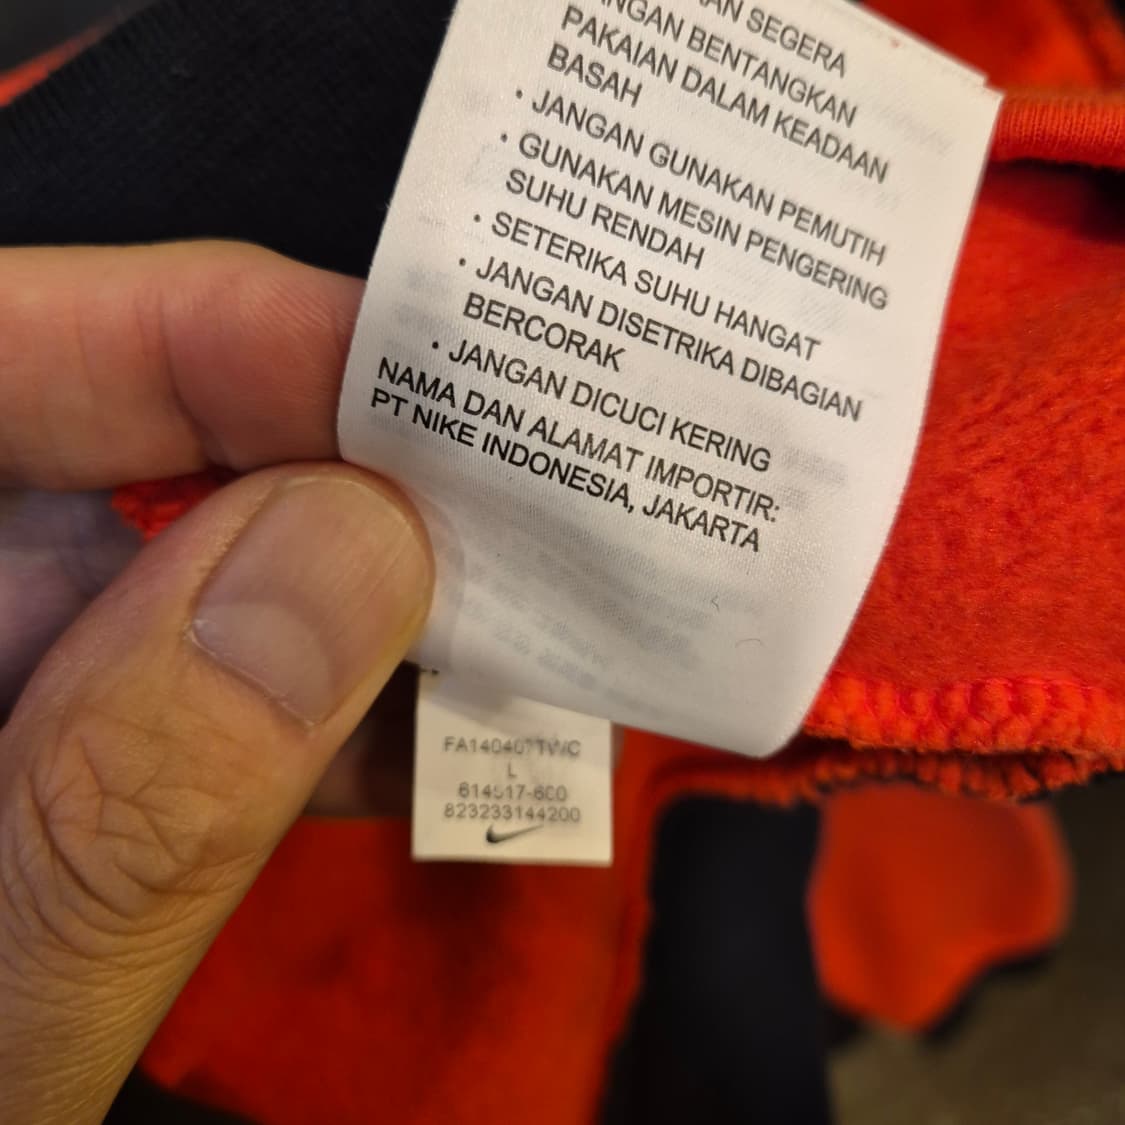 SEGERA
BENTANGKAN
PAKAIAN DALAM KEADAAN
BASAH
• JANGAN GUNAKAN PEMUTIH
• GUNAKAN MESIN PENGERING
SUHU RENDAH
• SETERIKA SUHU HANGAT
• JANGAN DISETRIKA DIBAGIAN
BERCORAK
• JANGAN DICUCI KERING
NAMA DAN ALAMAT IMPORTIR:
PT NIKE INDONESIA, JAKARTA
L
823233144200